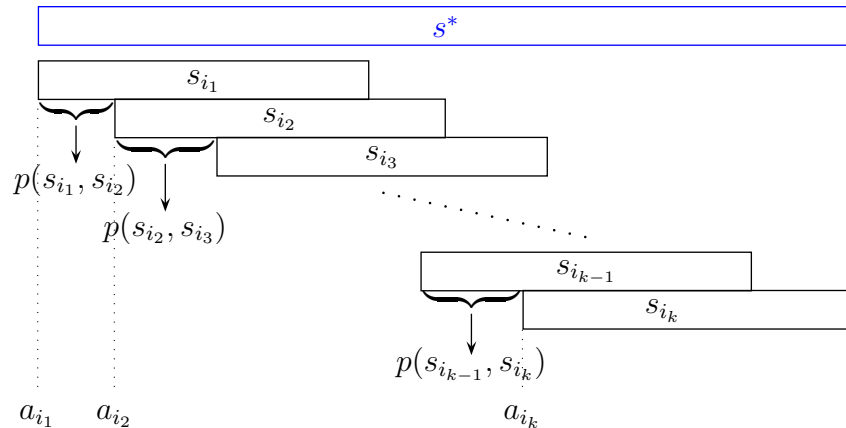 s*
s_{i_1}
s_{i_2}
s_{i_3}
p(s_{i_1}, s_{i_2})
p(s_{i_2}, s_{i_3})
s_{i_{k-1}}
s_{i_k}
p(s_{i_{k-1}}, s_{i_k})
a_{i_1} a_{i_2} a_{i_k}